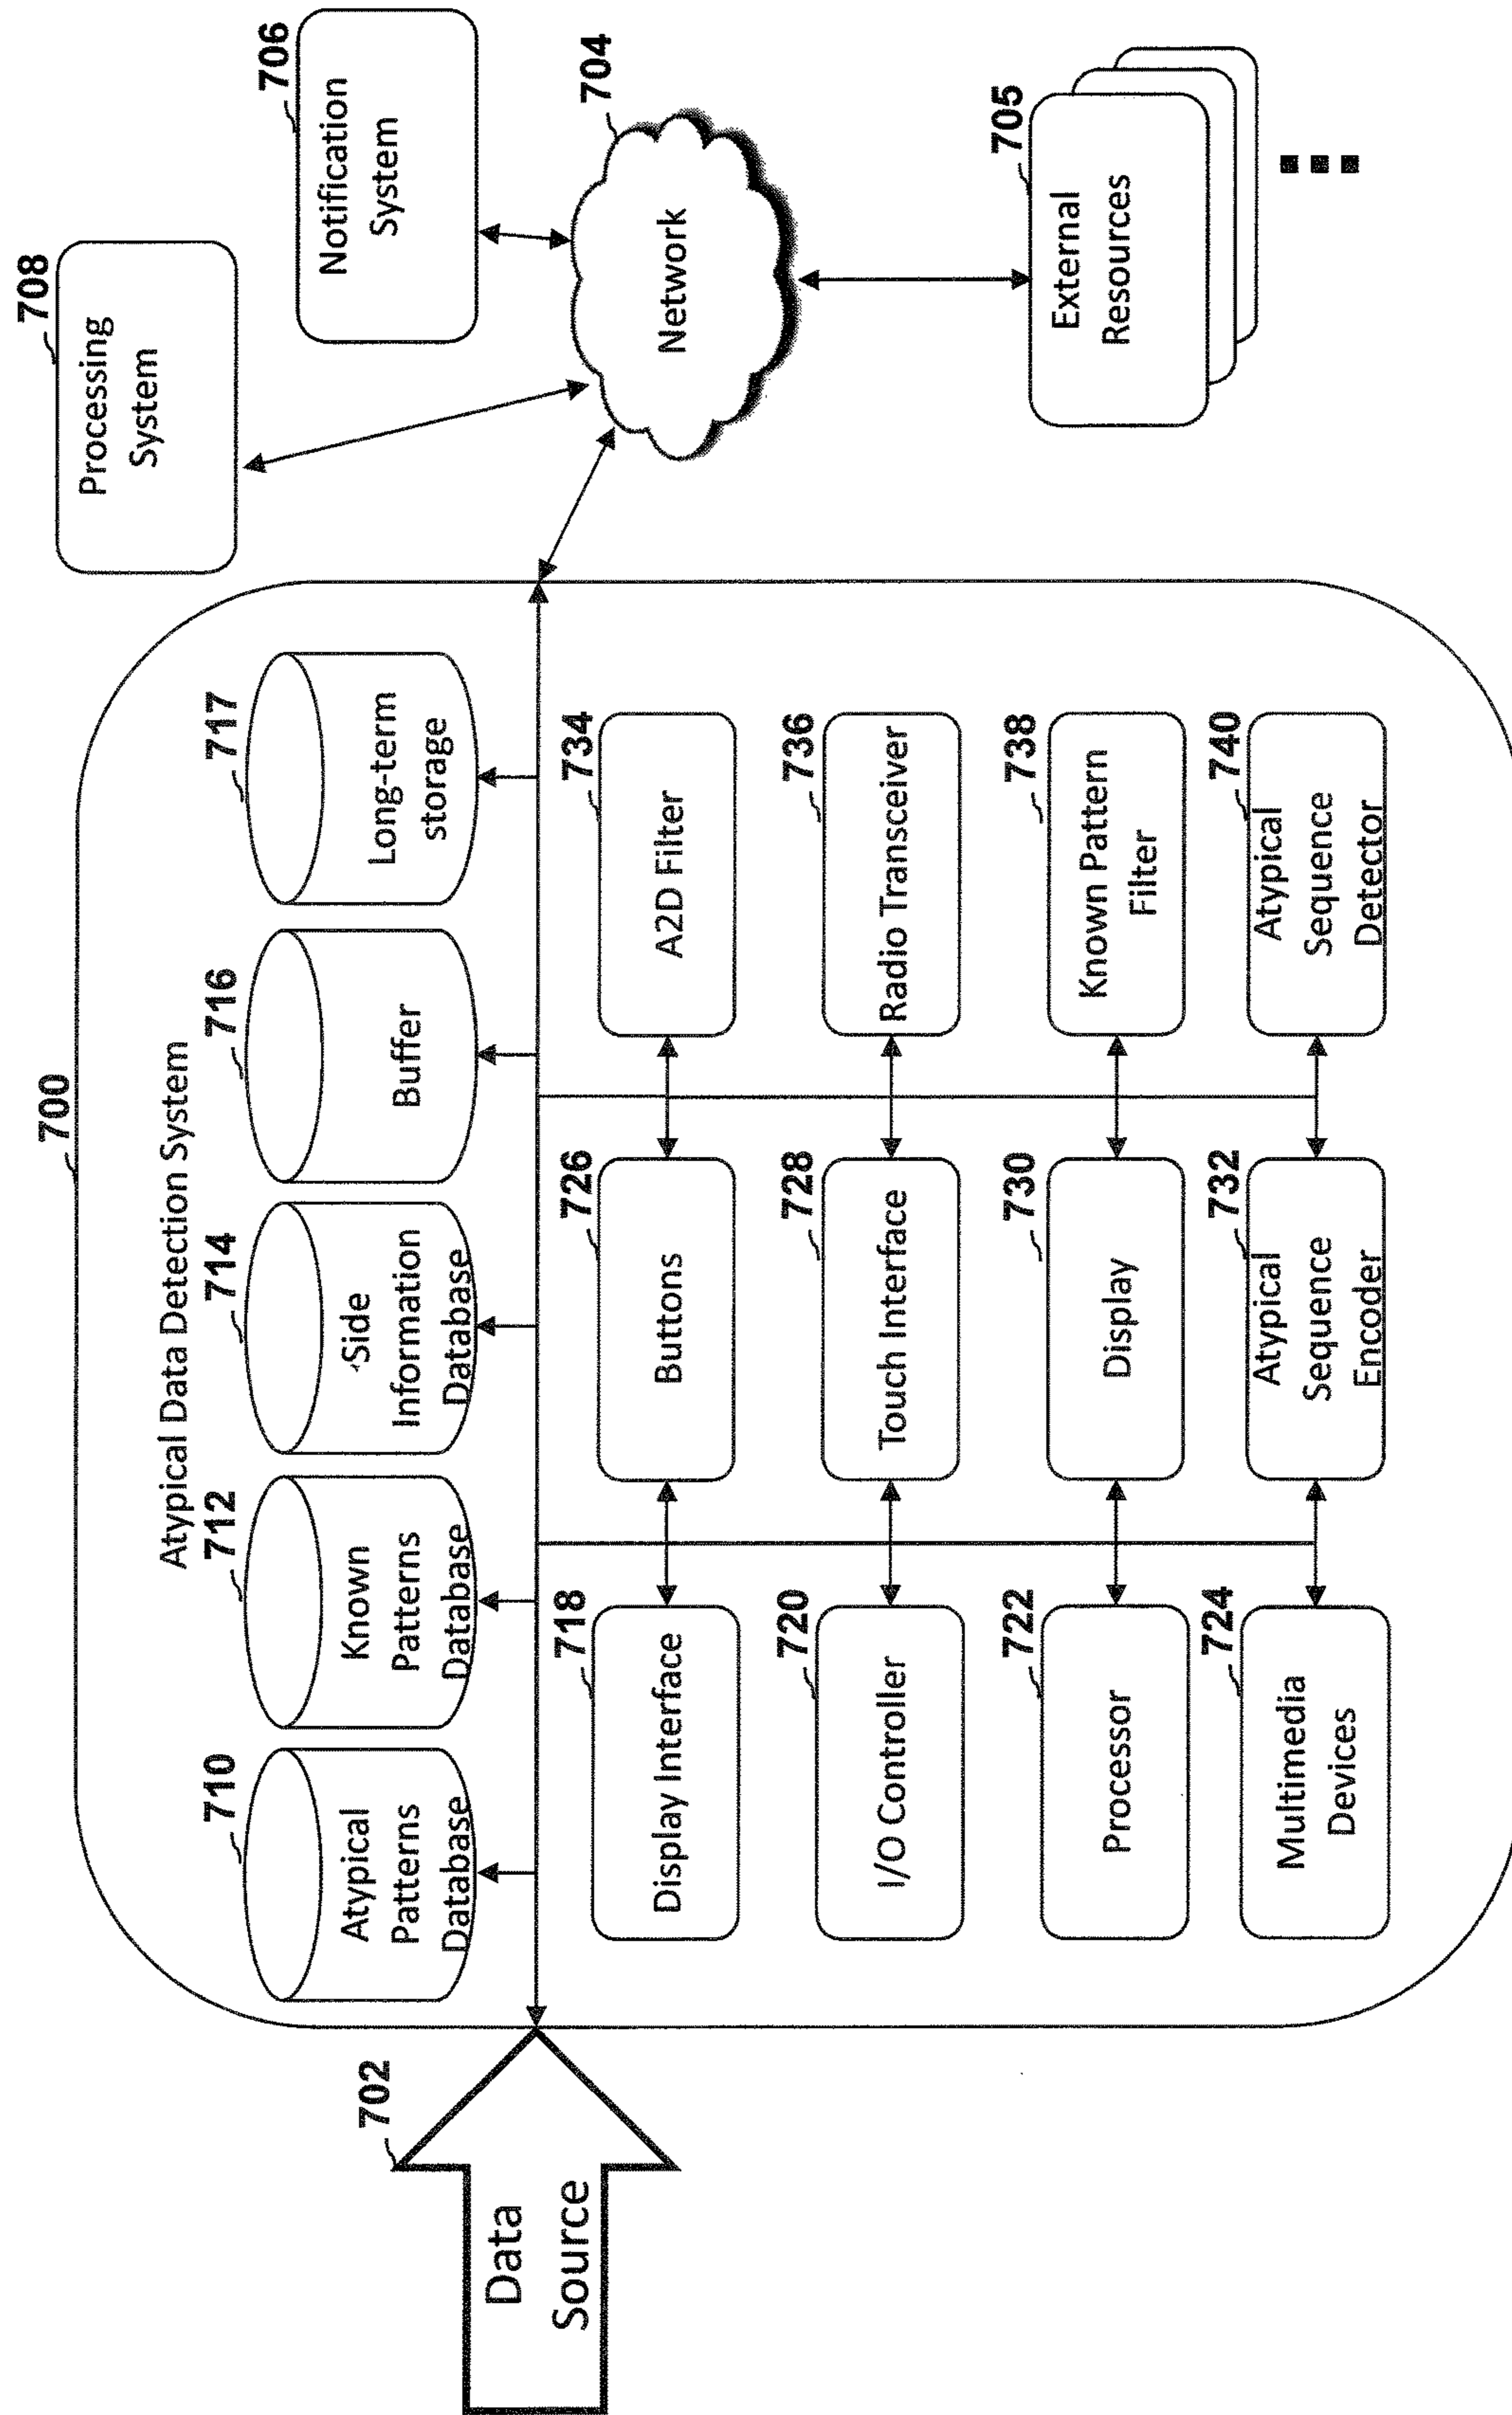 700
Atypical Data Detection System
702
Data
Source
710
Atypical
Patterns
Database
712
Known
Patterns
Database
714
Side
Information
Database
716
Buffer
717
Long-term
storage
718
Display Interface
720
I/O Controller
722
Processor
724
Multimedia
Devices
726
Buttons
728
Touch Interface
730
Display
732
Atypical
Sequence
Encoder
734
A2D Filter
736
Radio Transceiver
738
Known Pattern
Filter
740
Atypical
Sequence
Detector
708
Processing
System
706
Notification
System
704
Network
705
External
Resources